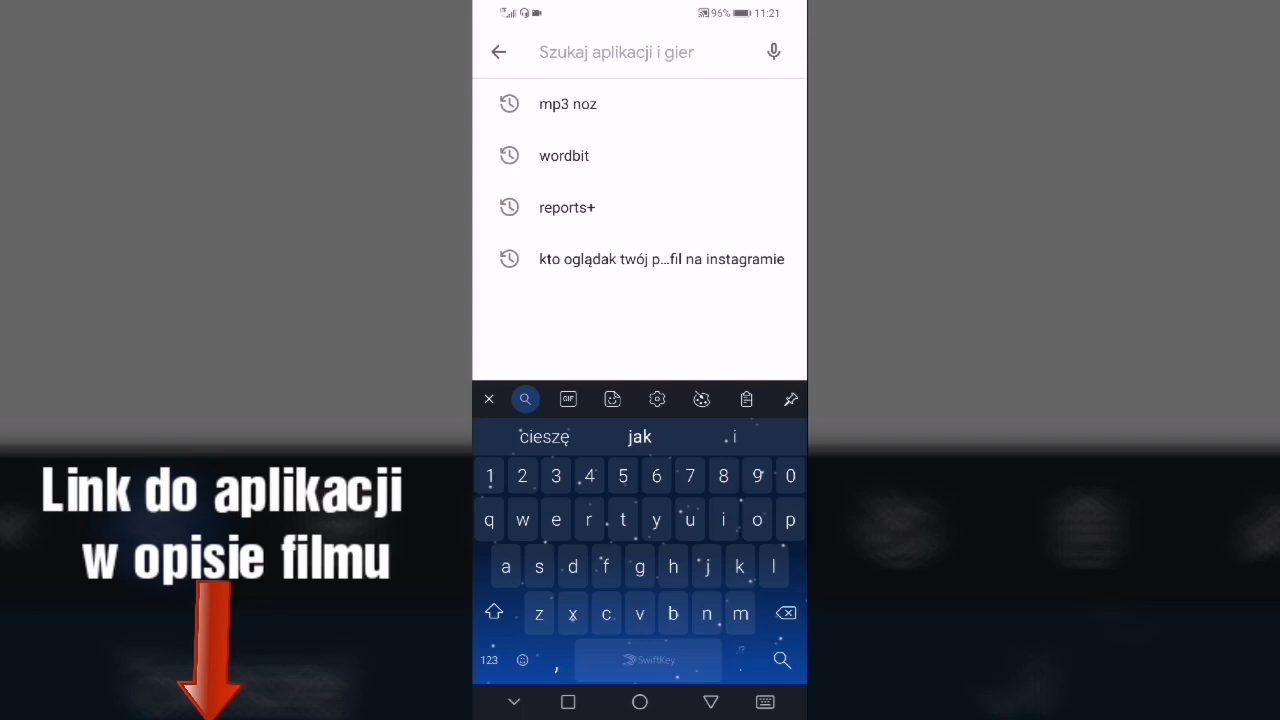 96% 11:21
Szukaj aplikacji i gier
mp3 noz
wordbit
reports+
kto oglądak twój p...fil na instagramie
GIF
cieszę jak i
1 2 3 4 5 6 7 8 9 0
q w e r t y u i o p
a s d f g h j k l
z x c v b n m
123 , SwiftKey
Link do aplikacji
w opisie filmu